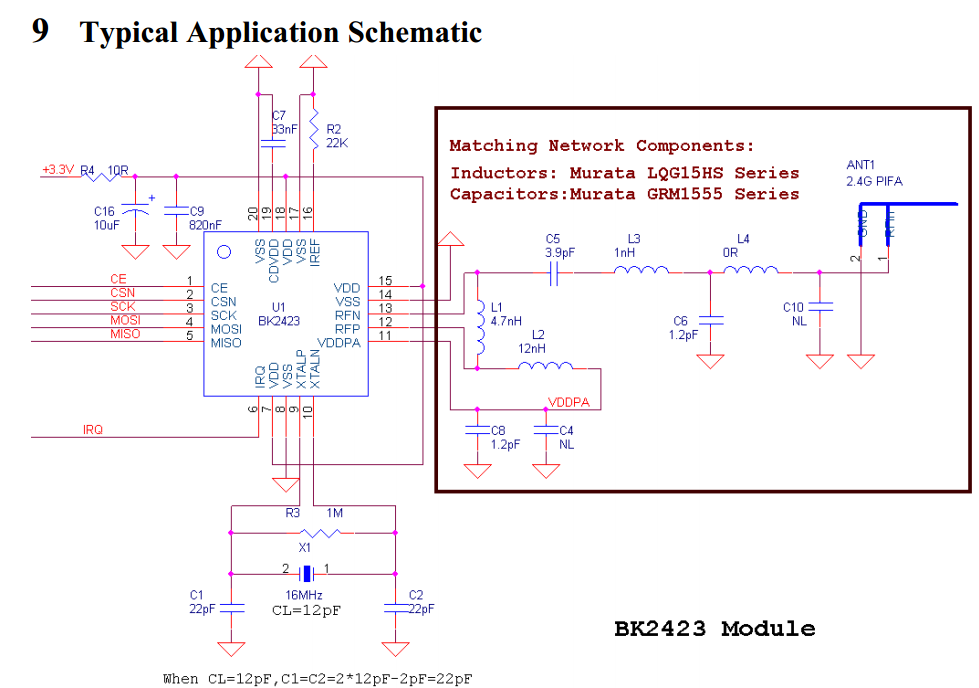 9 Typical Application Schematic
C7
33nF
R2
22K
+3.3V R4 10R
C16
10uF
C9
820nF
20 19 18 17 16
VSS CDVDD VDD VSS IREF
Matching Network Components:
Inductors: Murata LQG15HS Series
Capacitors:Murata GRM1555 Series
ANT1
2.4G PIFA
GND
2 1
C5
3.9pF
L3
1nH
L4
0R
CE 1 CE
CSN 2 CSN
SCK 3 SCK
MOSI 4 MOSI
MISO 5 MISO
U1
BK2423
VDD 15
VSS 14
RFN 13
RFP 12
VDDPA 11
L1
4.7nH
L2
12nH
C6
1.2pF
C10
NL
VDDPA
C8
1.2pF
C4
NL
IRQ VDD VSS XTALP XTALN
6 7 8 9 10
IRQ
R3 1M
X1
2 1
16MHz
CL=12pF
C1
22pF
C2
22pF
BK2423 Module
When CL=12pF,C1=C2=2*12pF-2pF=22pF